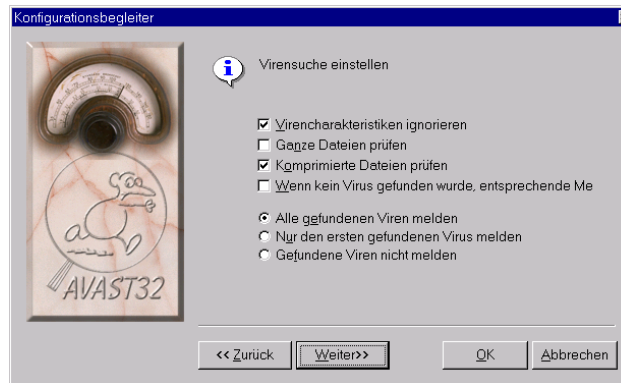 Konfigurationsbegleiter
Virensuche einstellen
Virencharakteristiken ignorieren
Ganze Dateien prüfen
Komprimierte Dateien prüfen
Wenn kein Virus gefunden wurde, entsprechende Me
Alle gefundenen Viren melden
Nur den ersten gefundenen Virus melden
Gefundene Viren nicht melden
AVAST32
<< Zurück
Weiter>>
OK
Abbrechen